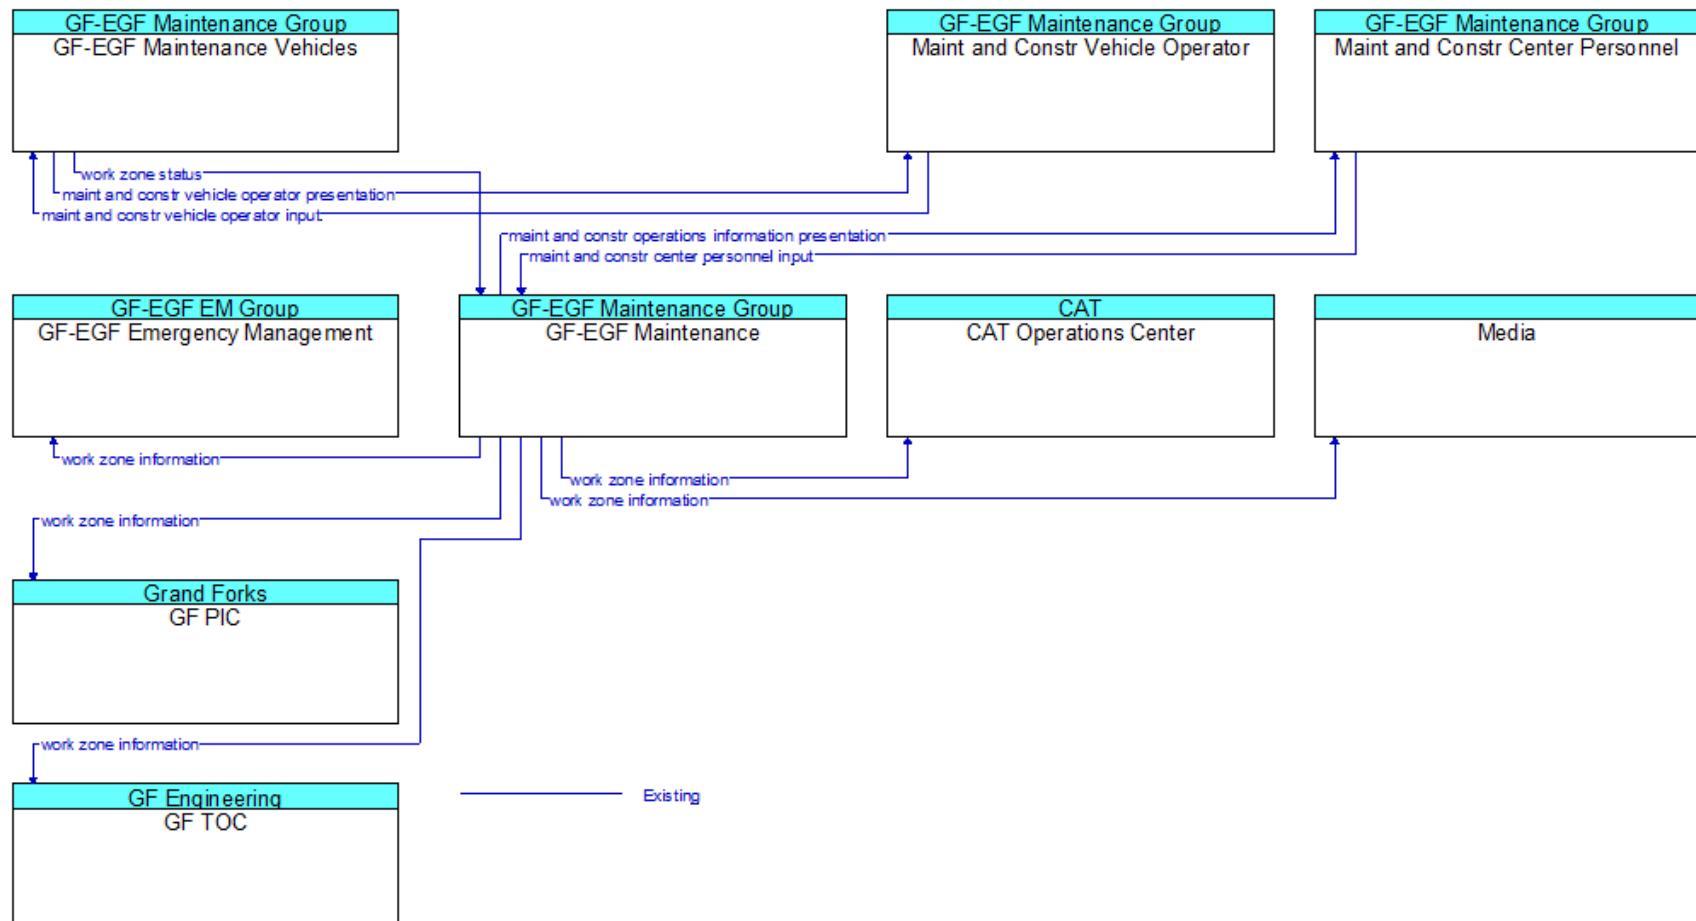 GF-EGF Maintenance Group
GF-EGF Maintenance Vehicles
GF-EGF Maintenance Group
Maint and Constr Vehicle Operator
GF-EGF Maintenance Group
Maint and Constr Center Personnel
work zone status
maint and constr vehicle operator presentation
maint and constr vehicle operator input
maint and constr operations information presentation
maint and constr center personnel input
GF-EGF EM Group
GF-EGF Emergency Management
GF-EGF Maintenance Group
GF-EGF Maintenance
CAT
CAT Operations Center
Media
work zone information
work zone information
work zone information
work zone information
Grand Forks
GF PIC
work zone information
GF Engineering
GF TOC
Existing